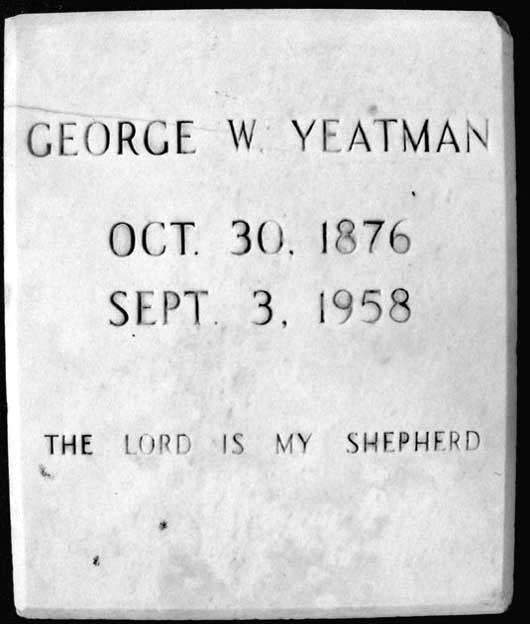 GEORGE W. YEATMAN
OCT. 30, 1876
SEPT. 3, 1958
THE LORD IS MY SHEPHERD